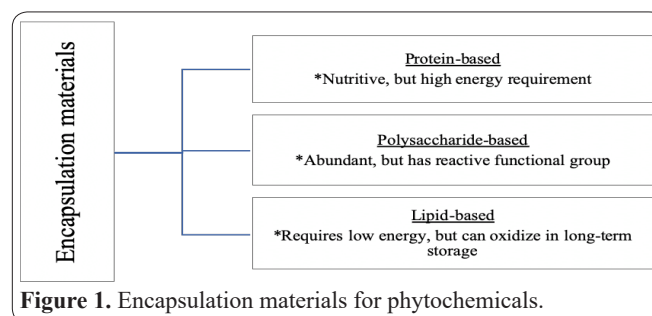 Encapsulation materials
Protein-based
*Nutritive, but high energy requirement
Polysaccharide-based
*Abundant, but has reactive functional group
Lipid-based
*Requires low energy, but can oxidize in long-term
storage
Figure 1. Encapsulation materials for phytochemicals.